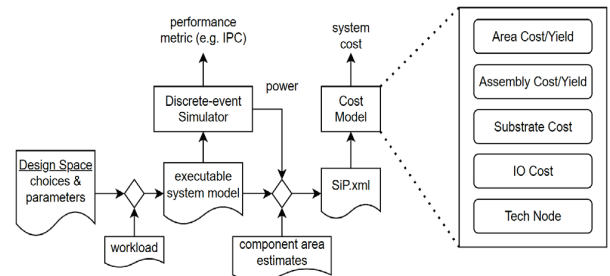 performance
metric (e.g. IPC)
system
cost
power
Discrete-event
Simulator
Cost
Model
Design Space
choices &
parameters
executable
system model
SiP.xml
workload
component area
estimates
Area Cost/Yield
Assembly Cost/Yield
Substrate Cost
IO Cost
Tech Node